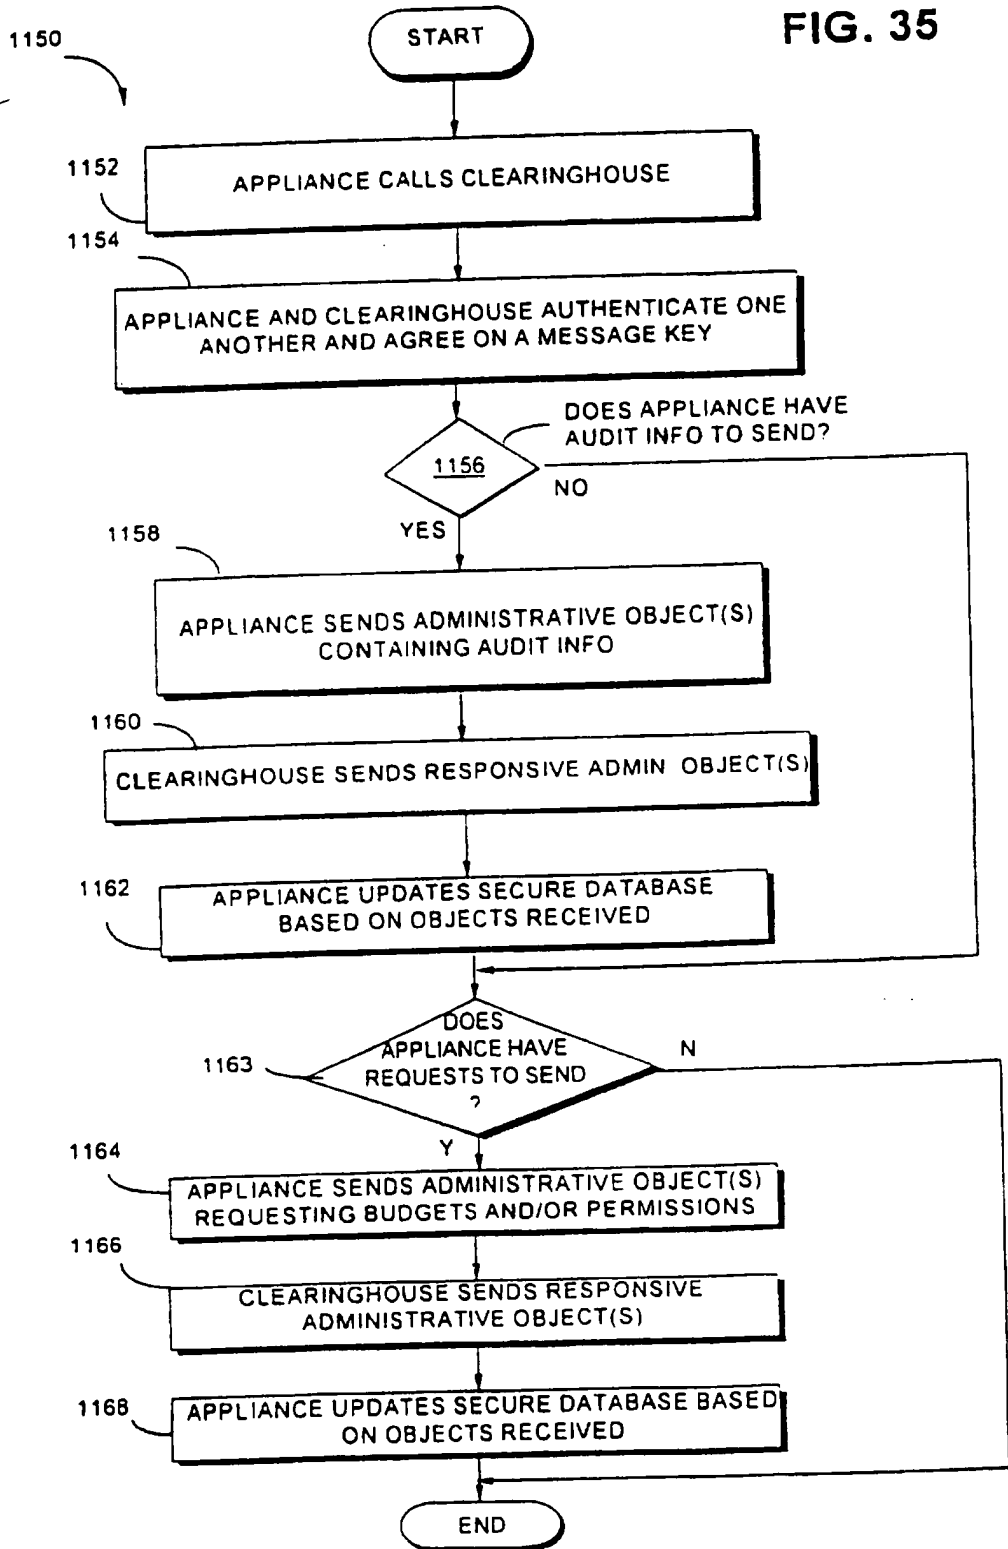 FIG. 35
1150
START
1152
APPLIANCE CALLS CLEARINGHOUSE
1154
APPLIANCE AND CLEARINGHOUSE AUTHENTICATE ONE
ANOTHER AND AGREE ON A MESSAGE KEY
DOES APPLIANCE HAVE
AUDIT INFO TO SEND?
1156
NO
YES
1158
APPLIANCE SENDS ADMINISTRATIVE OBJECT(S)
CONTAINING AUDIT INFO
1160
CLEARINGHOUSE SENDS RESPONSIVE ADMIN OBJECT(S)
1162
APPLIANCE UPDATES SECURE DATABASE
BASED ON OBJECTS RECEIVED
1163
DOES
APPLIANCE HAVE
REQUESTS TO SEND
?
N
Y
1164
APPLIANCE SENDS ADMINISTRATIVE OBJECT(S)
REQUESTING BUDGETS AND/OR PERMISSIONS
1166
CLEARINGHOUSE SENDS RESPONSIVE
ADMINISTRATIVE OBJECT(S)
1168
APPLIANCE UPDATES SECURE DATABASE BASED
ON OBJECTS RECEIVED
END